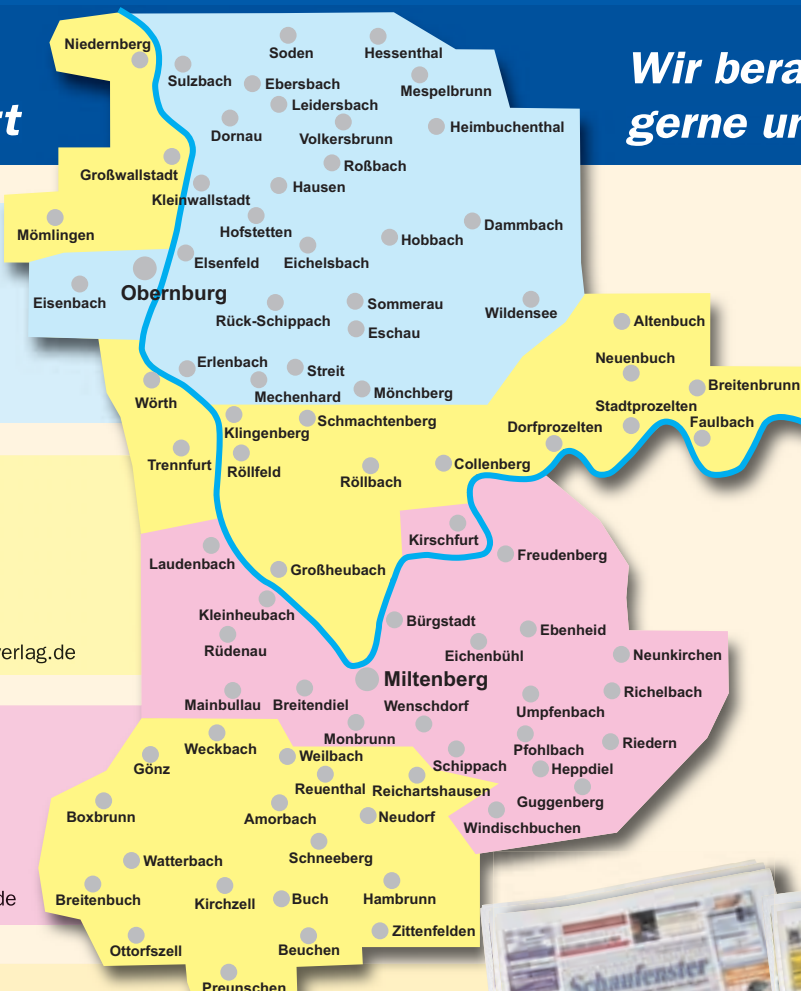 Wir bera
gerne un
rt
Niedernberg
Soden
Hessenthal
Sulzbach
Ebersbach
Mespelbrunn
Leidersbach
Dornau
Volkersbrunn
Heimbuchenthal
Großwallstadt
Roßbach
Hausen
Kleinwallstadt
Mömlingen
Hofstetten
Dammbach
Hobbach
Elsenfeld
Eichelsbach
Obernburg
Eisenbach
Rück-Schippach
Sommerau
Wildensee
Eschau
Altenbuch
Neuenbuch
Erlenbach
Streit
Breitenbrunn
Mechenhard
Mönchberg
Wörth
Stadtprozelten
Schmachtenberg
Faulbach
Klingenberg
Dorfprozelten
Trennfurt
Röllfeld
Collenberg
Röllbach
Kirschfurt
Laudenbach
Freudenberg
Großheubach
Kleinheubach
Bürgstadt
Ebenheid
Rüdenau
Eichenbühl
Neunkirchen
erlag.de
Miltenberg
Richelbach
Mainbullau
Breitendiel
Wenschdorf
Umpfenbach
Monbrunn
Riedern
Weckbach
Pfohlbach
Weilbach
Gönz
Schippach
Heppdiel
Reuenthal
Reichartshausen
Guggenberg
Boxbrunn
Amorbach
Neudorf
Windischbuchen
Watterbach
Schneeberg
Breitenbuch
Kirchzell
Buch
Hambrunn
de
Zittenfelden
Ottorfszell
Beuchen
Preunschen
Schaufenster